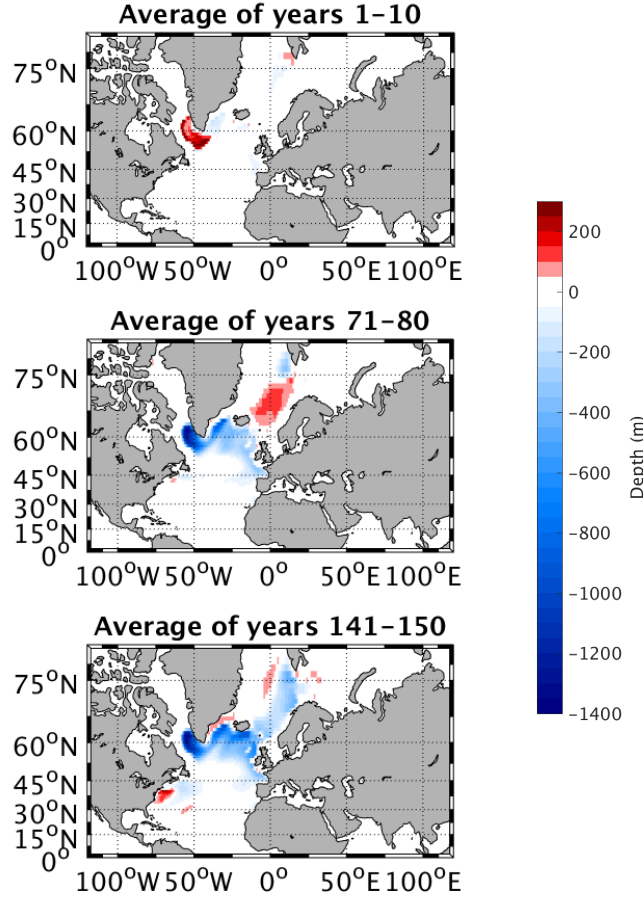 Average of years 1-10
75°N
60°N
45°N
30°N
15°N
0°
100°W 50°W 0° 50°E 100°E
Average of years 71-80
75°N
60°N
45°N
30°N
15°N
0°
100°W 50°W 0° 50°E 100°E
Average of years 141-150
75°N
60°N
45°N
30°N
15°N
0°
100°W 50°W 0° 50°E 100°E
200
0
-200
-400
-600
-800
-1000
-1200
-1400
Depth (m)